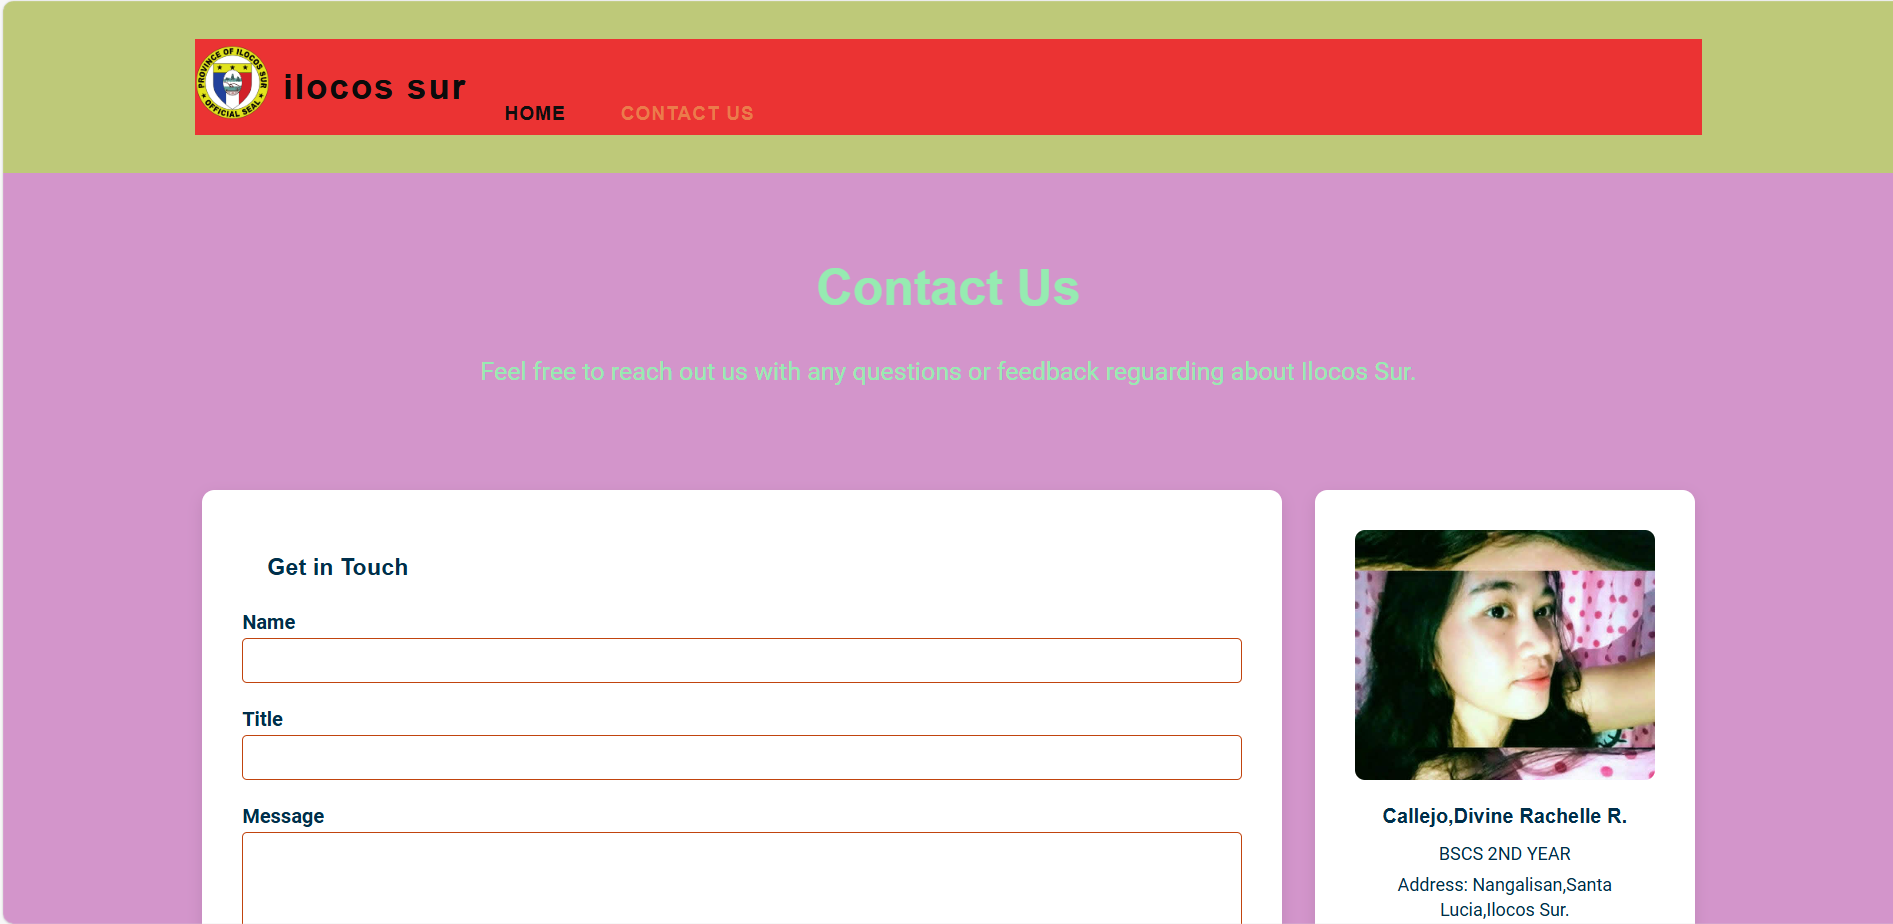 PROVINCE OF ILOCOS SUR
OFFICIAL SEAL
ilocos sur
HOME
CONTACT US
Contact Us
Feel free to reach out us with any questions or feedback reguarding about Ilocos Sur.
Get in Touch
Name
Title
Message
Callejo,Divine Rachelle R.
BSCS 2ND YEAR
Address: Nangalisan,Santa
Lucia,Ilocos Sur.